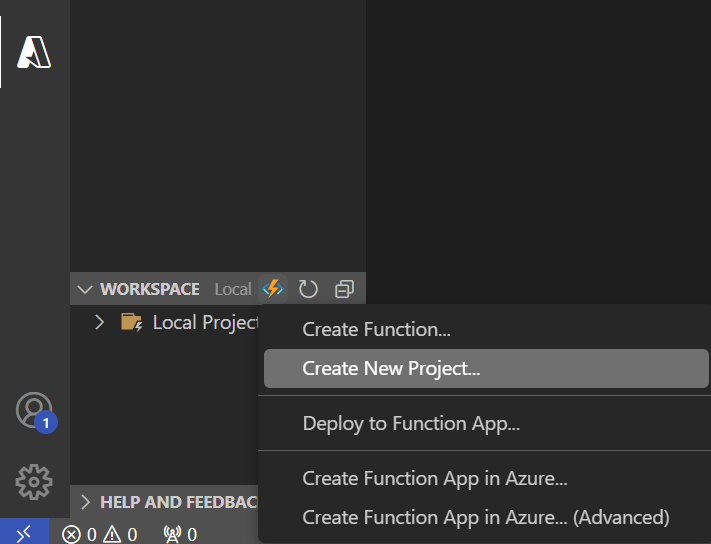 WORKSPACE Local
Local Project
Create Function...
Create New Project...
Deploy to Function App...
Create Function App in Azure...
Create Function App in Azure... (Advanced)
1
HELP AND FEEDBAC
0 0 0